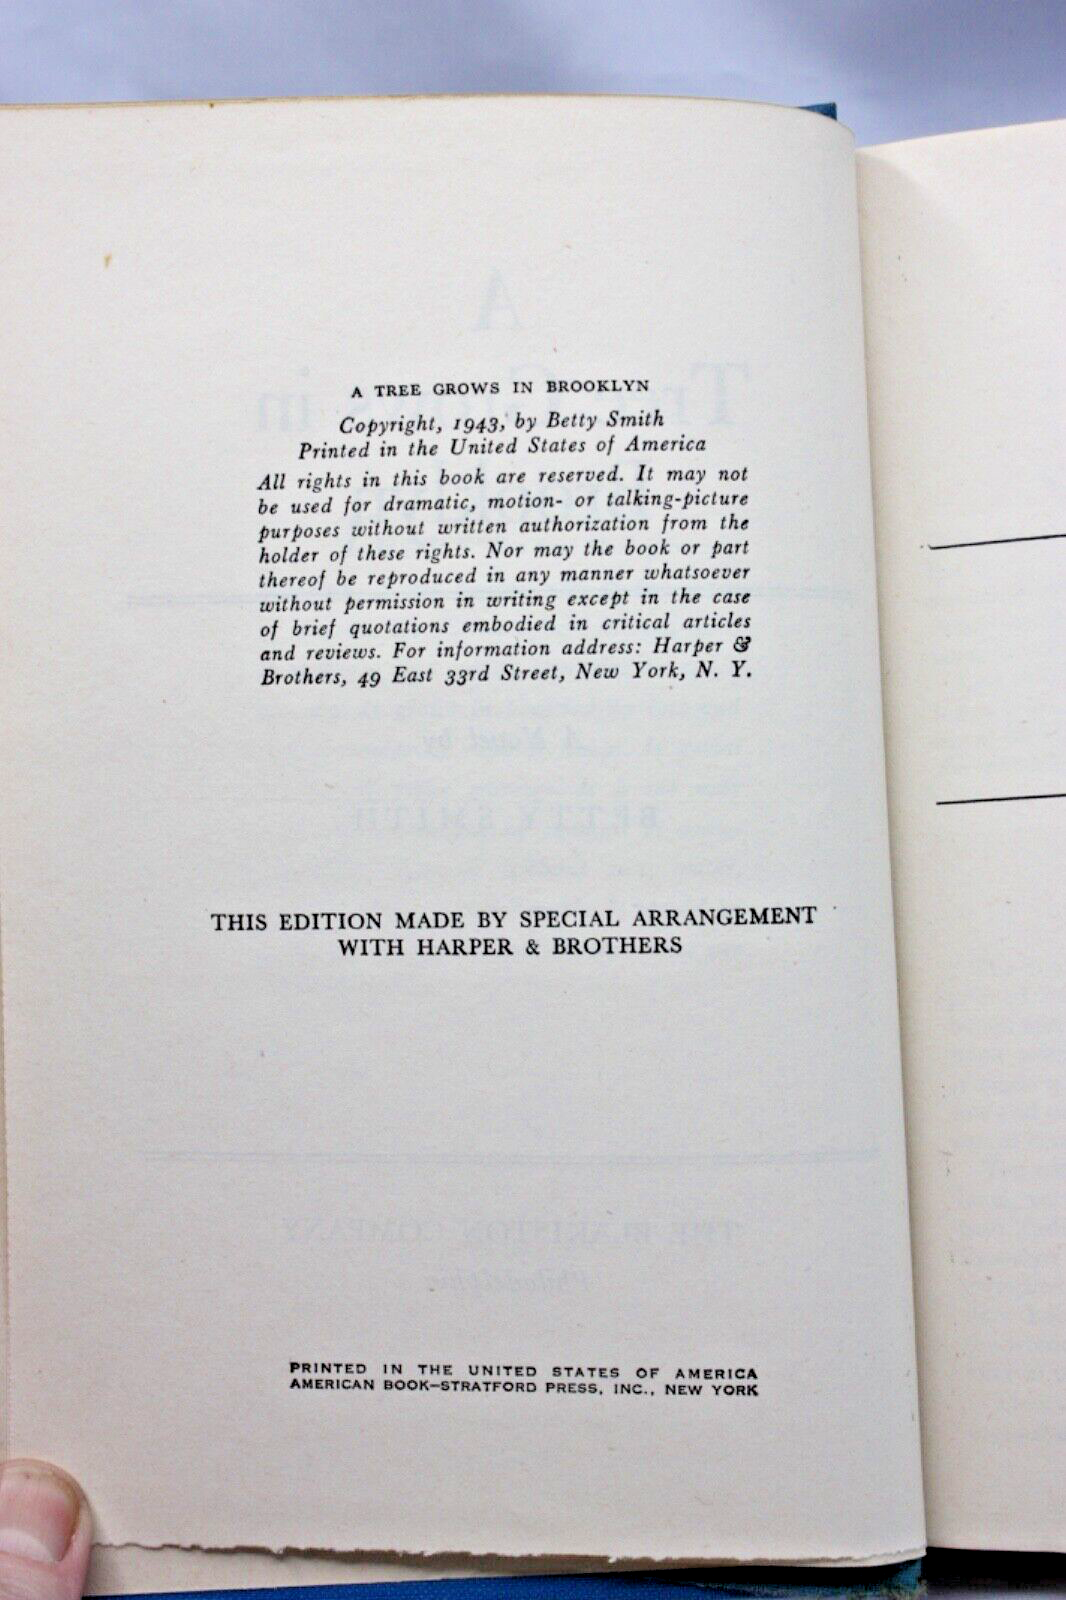 A TREE GROWS IN BROOKLYN
Copyright, 1943, by Betty Smith
Printed in the United States of America
All rights in this book are reserved. It may not
be used for dramatic, motion- or talking-picture
purposes without written authorization from the
holder of these rights. Nor may the book or part
thereof be reproduced in any manner whatsoever
without permission in writing except in the case
of brief quotations embodied in critical articles
and reviews. For information address: Harper &
Brothers, 49 East 33rd Street, New York, N. Y.
THIS EDITION MADE BY SPECIAL ARRANGEMENT
WITH HARPER & BROTHERS
PRINTED IN THE UNITED STATES OF AMERICA
AMERICAN BOOK—STRATFORD PRESS, INC., NEW YORK